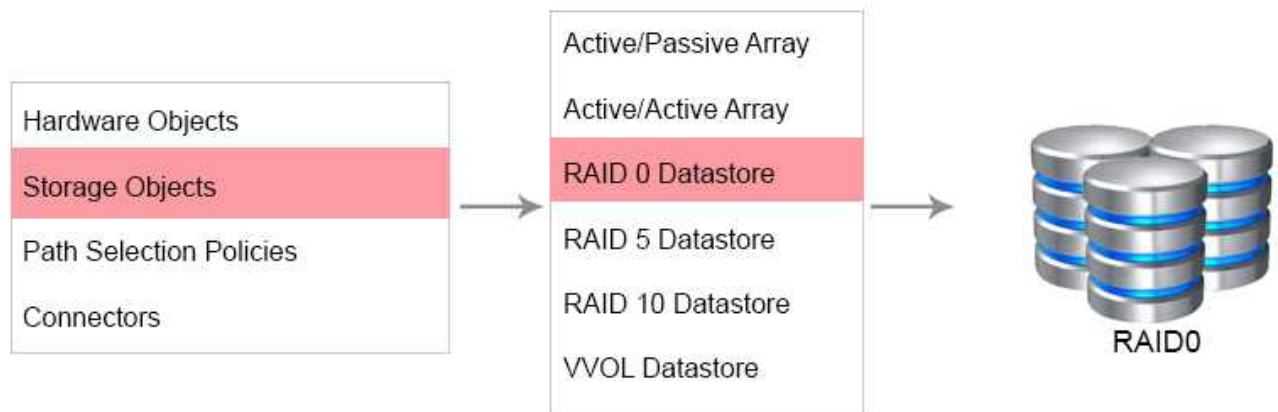 Hardware Objects
Storage Objects
Path Selection Policies
Connectors
Active/Passive Array
Active/Active Array
RAID 0 Datastore
RAID 5 Datastore
RAID 10 Datastore
VVOL Datastore
RAID0